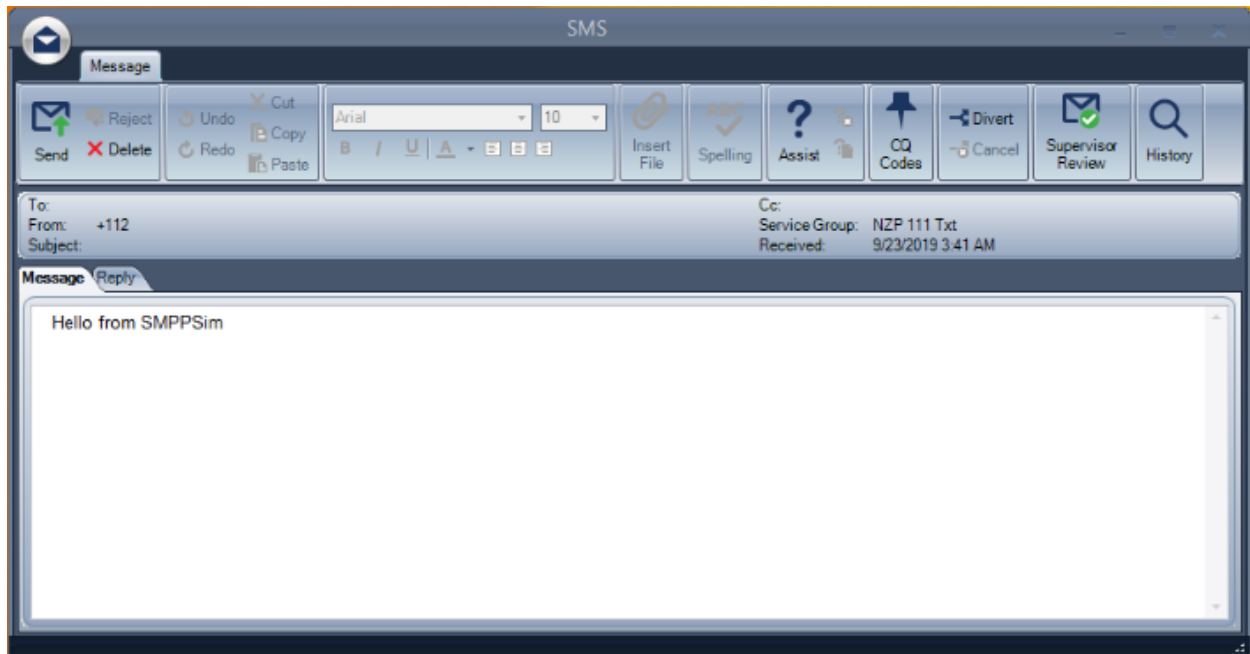 SMS
Message
Send
Reject
Delete
Undo
Redo
Cut
Copy
Paste
Arial
10
B I U A
Insert
File
ABC
Spelling
?
Assist
CQ
Codes
Divert
Cancel
Supervisor
Review
History
To:
From: +112
Subject:
Cc:
Service Group: NZP 111 Txt
Received: 9/23/2019 3:41 AM
Message Reply
Hello from SMPPSim